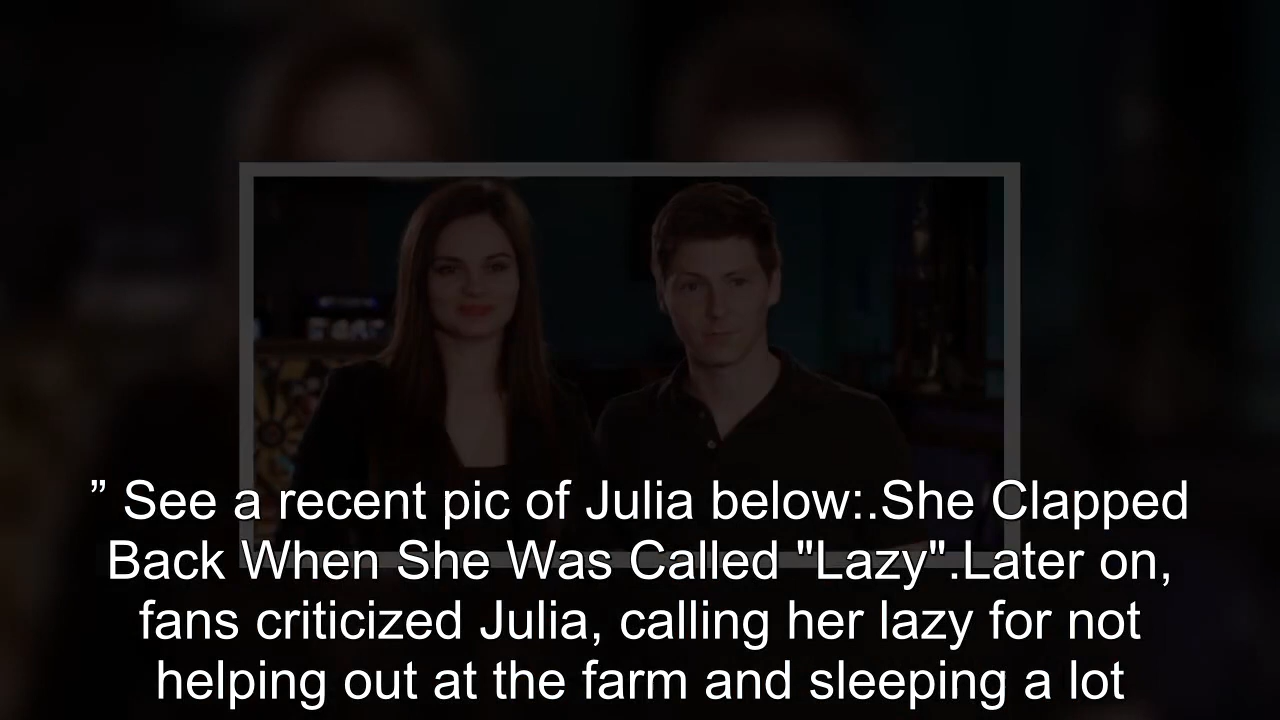 ” See a recent pic of Julia below:.She Clapped
Back When She Was Called "Lazy".Later on,
fans criticized Julia, calling her lazy for not
helping out at the farm and sleeping a lot